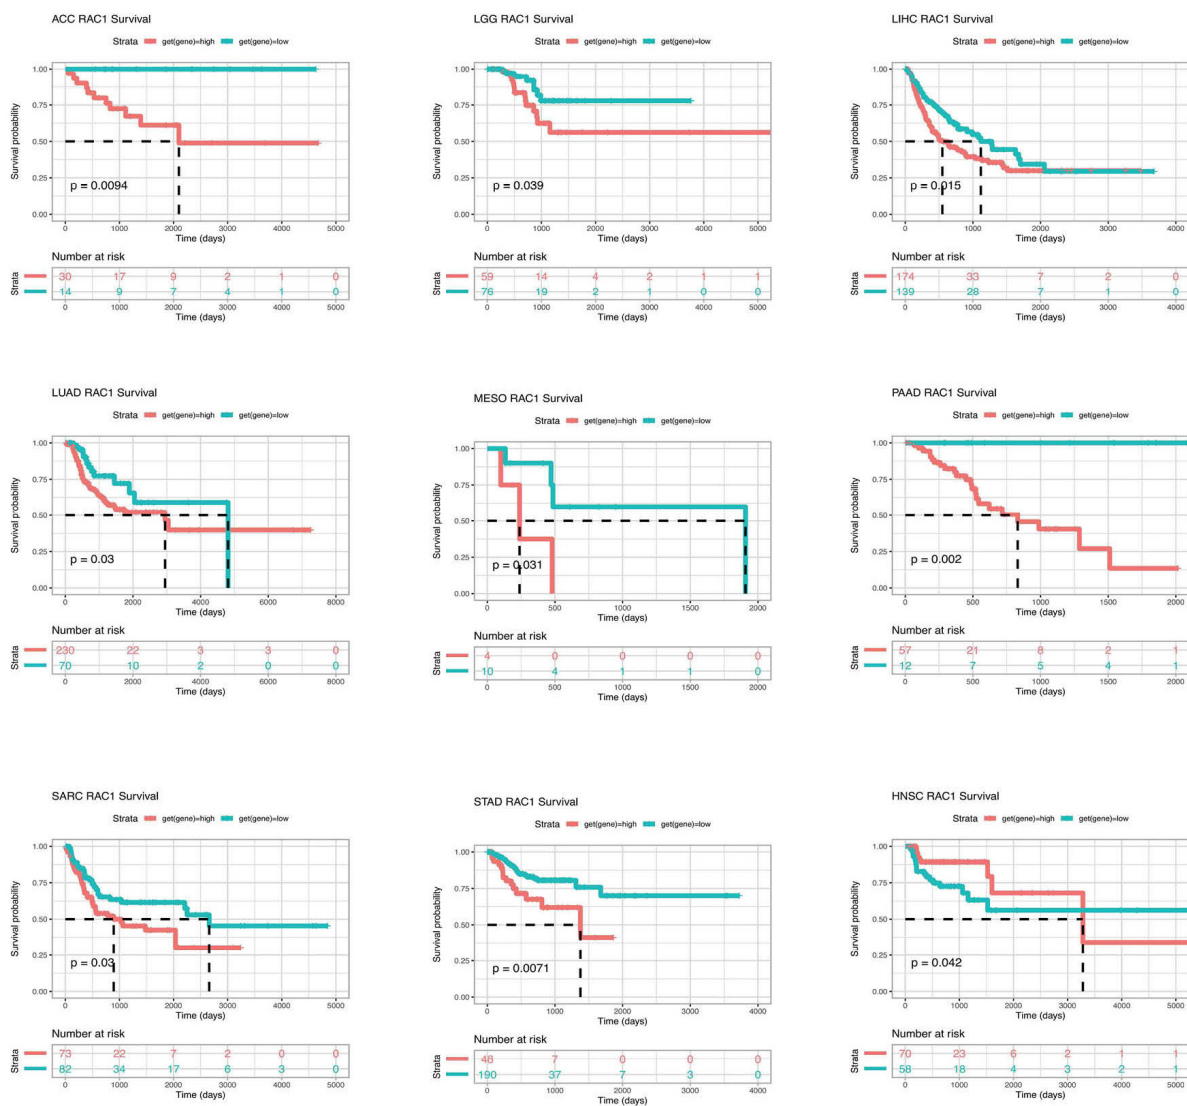 ACC RAC1 Survival
Strata get(gene)=high get(gene)=low
Survival probability
1.00
0.75
0.50
0.25
0.00
p = 0.0094
0 1000 2000 3000 4000 5000
Time (days)
Number at risk
Strata
30 17 9 2 1 0
14 9 7 4 1 0
0 1000 2000 3000 4000 5000
Time (days)
LGG RAC1 Survival
Strata get(gene)=high get(gene)=low
Survival probability
1.00
0.75
0.50
0.25
0.00
p = 0.039
0 1000 2000 3000 4000 5000
Time (days)
Number at risk
Strata
59 14 4 2 1 1
76 19 2 1 0 0
0 1000 2000 3000 4000 5000
Time (days)
LIHC RAC1 Survival
Strata get(gene)=high get(gene)=low
Survival probability
1.00
0.75
0.50
0.25
0.00
p = 0.015
0 1000 2000 3000 4000
Time (days)
Number at risk
Strata
174 33 7 2 0
139 28 7 1 0
0 1000 2000 3000 4000
Time (days)
LUAD RAC1 Survival
Strata get(gene)=high get(gene)=low
Survival probability
1.00
0.75
0.50
0.25
0.00
p = 0.03
0 2000 4000 6000 8000
Time (days)
Number at risk
Strata
230 22 3 3 0
70 10 2 0 0
0 2000 4000 6000 8000
Time (days)
MESO RAC1 Survival
Strata get(gene)=high get(gene)=low
Survival probability
1.00
0.75
0.50
0.25
0.00
p = 0.031
0 500 1000 1500 2000
Time (days)
Number at risk
Strata
4 0 0 0 0
10 4 1 1 0
0 500 1000 1500 2000
Time (days)
PAAD RAC1 Survival
Strata get(gene)=high get(gene)=low
Survival probability
1.00
0.75
0.50
0.25
0.00
p = 0.002
0 500 1000 1500 2000
Time (days)
Number at risk
Strata
57 21 8 2 1
12 7 5 4 1
0 500 1000 1500 2000
Time (days)
SARC RAC1 Survival
Strata get(gene)=high get(gene)=low
Survival probability
1.00
0.75
0.50
0.25
0.00
p = 0.03
0 1000 2000 3000 4000 5000
Time (days)
Number at risk
Strata
73 22 7 2 0 0
82 34 17 6 3 0
0 1000 2000 3000 4000 5000
Time (days)
STAD RAC1 Survival
Strata get(gene)=high get(gene)=low
Survival probability
1.00
0.75
0.50
0.25
0.00
p = 0.0071
0 1000 2000 3000 4000
Time (days)
Number at risk
Strata
48 7 0 0 0
190 37 7 3 0
0 1000 2000 3000 4000
Time (days)
HNSC RAC1 Survival
Strata get(gene)=high get(gene)=low
Survival probability
1.00
0.75
0.50
0.25
0.00
p = 0.042
0 1000 2000 3000 4000 5000
Time (days)
Number at risk
Strata
70 23 6 2 1 1
58 18 4 3 2 1
0 1000 2000 3000 4000 5000
Time (days)